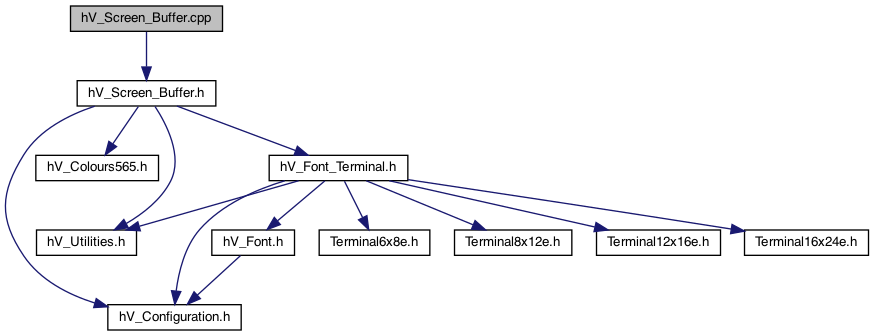 hV_Screen_Buffer.cpp
hV_Screen_Buffer.h
hV_Colours565.h
hV_Font_Terminal.h
hV_Utilities.h
hV_Font.h
Terminal6x8e.h
Terminal8x12e.h
Terminal12x16e.h
Terminal16x24e.h
hV_Configuration.h